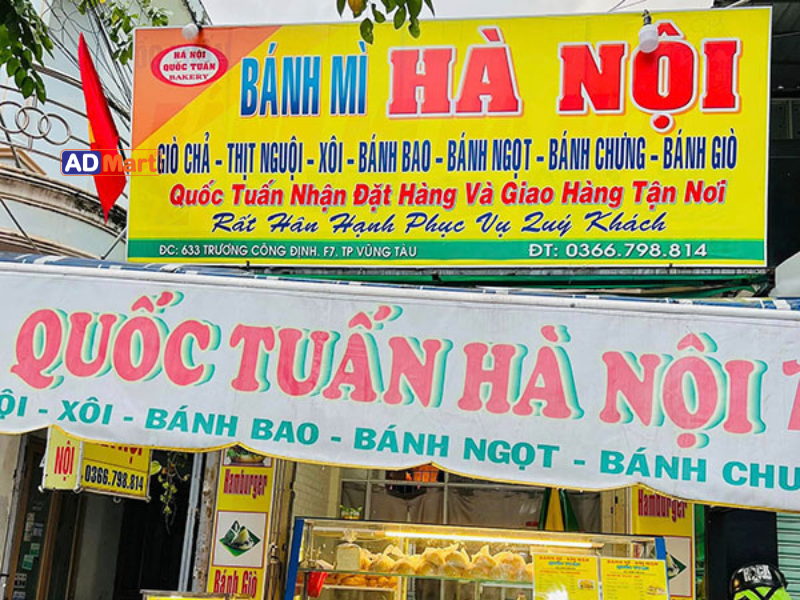 HÀ NỘI
QUỐC TUẤN
BAKERY
BÁNH MÌ HÀ NỘI
ADMart
GIÒ CHẢ - THỊT NGUỘI - XÔI - BÁNH BAO - BÁNH NGỌT - BÁNH CHƯNG - BÁNH GIÒ
Quốc Tuấn Nhận Đặt Hàng Và Giao Hàng Tận Nơi
Rất Hân Hạnh Phục Vụ Quý Khách
ĐC: 633 TRƯƠNG CÔNG ĐỊNH. F7. TP VŨNG TÀU
ĐT: 0366.798.814
QUỐC TUẤN HÀ NỘI
ỘI - XÔI - BÁNH BAO - BÁNH NGỌT - BÁNH CHƯ
NỘI
0366.798.814
Hamburger
Bánh Giò
Hamburger